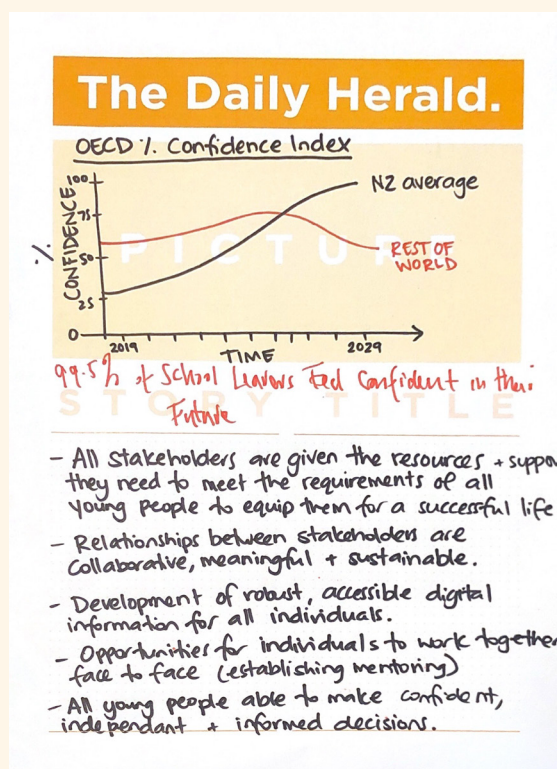 The Daily Herald.
OECD % Confidence Index
100
75
50
25
0
% CONFIDENCE
PICTURE
NZ average
REST OF
WORLD
2019
TIME
2029
99.5% of School Leavers Feel Confident in their
Future
STORY TITLE
- All stakeholders are given the resources + suppo
they need to meet the requirements of all
young people to equip them for a successful life
- Relationships between stakeholders are
collaborative, meaningful + sustainable.
- Development of robust, accessible digital
information for all individuals.
- Opportunities for individuals to work together
face to face (establishing mentoring)
- All young people able to make confident,
independant + informed decisions.